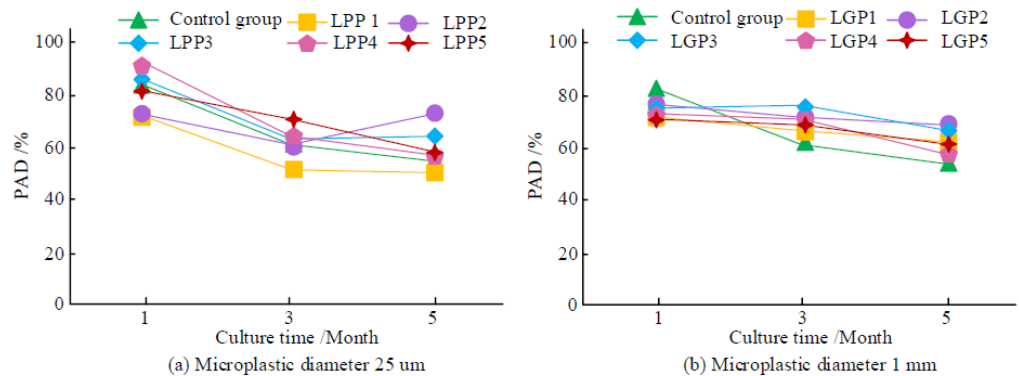 Control group LPP 1 LPP2
LPP3 LPP4 LPP5
100
80
60
40
20
0
PAD /%
1 3 5
Culture time /Month
(a) Microplastic diameter 25 um
Control group LGP1 LGP2
LGP3 LGP4 LGP5
100
80
60
40
20
0
PAD /%
1 3 5
Culture time /Month
(b) Microplastic diameter 1 mm